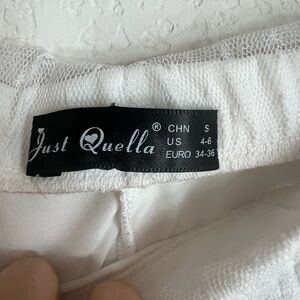 Just Quella ®
CHN S
US 4-6
EURO 34-36